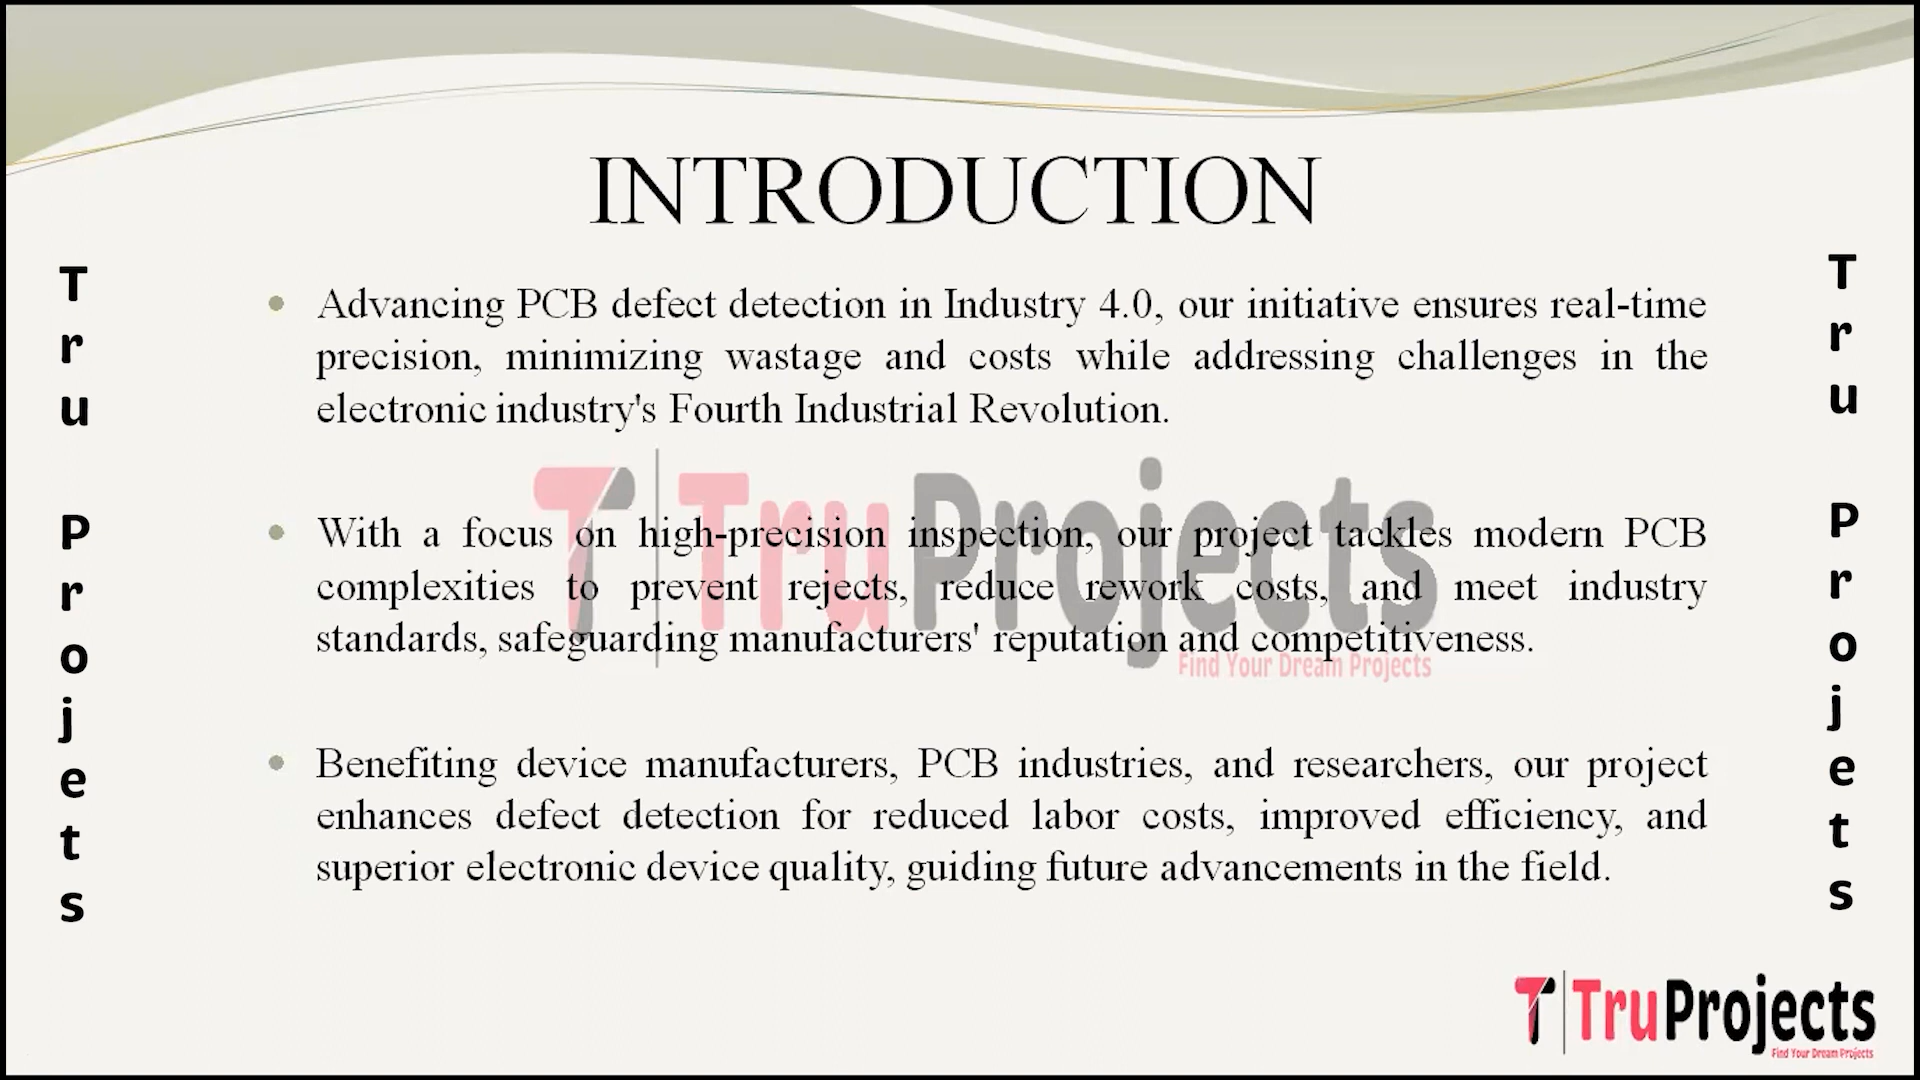 INTRODUCTION
Advancing PCB defect detection in Industry 4.0, our initiative ensures real-time
precision, minimizing wastage and costs while addressing challenges in the
electronic industry's Fourth Industrial Revolution.
With a focus on high-precision inspection, our project tackles modern PCB
complexities to prevent rejects, reduce rework costs, and meet industry
standards, safeguarding manufacturers' reputation and competitiveness.
Benefiting device manufacturers, PCB industries, and researchers, our project
enhances defect detection for reduced labor costs, improved efficiency, and
superior electronic device quality, guiding future advancements in the field.
Tru Projets
Tru Projets
TruProjects
Find Your Dream Projects
TruProjects
Find Your Dream Projects